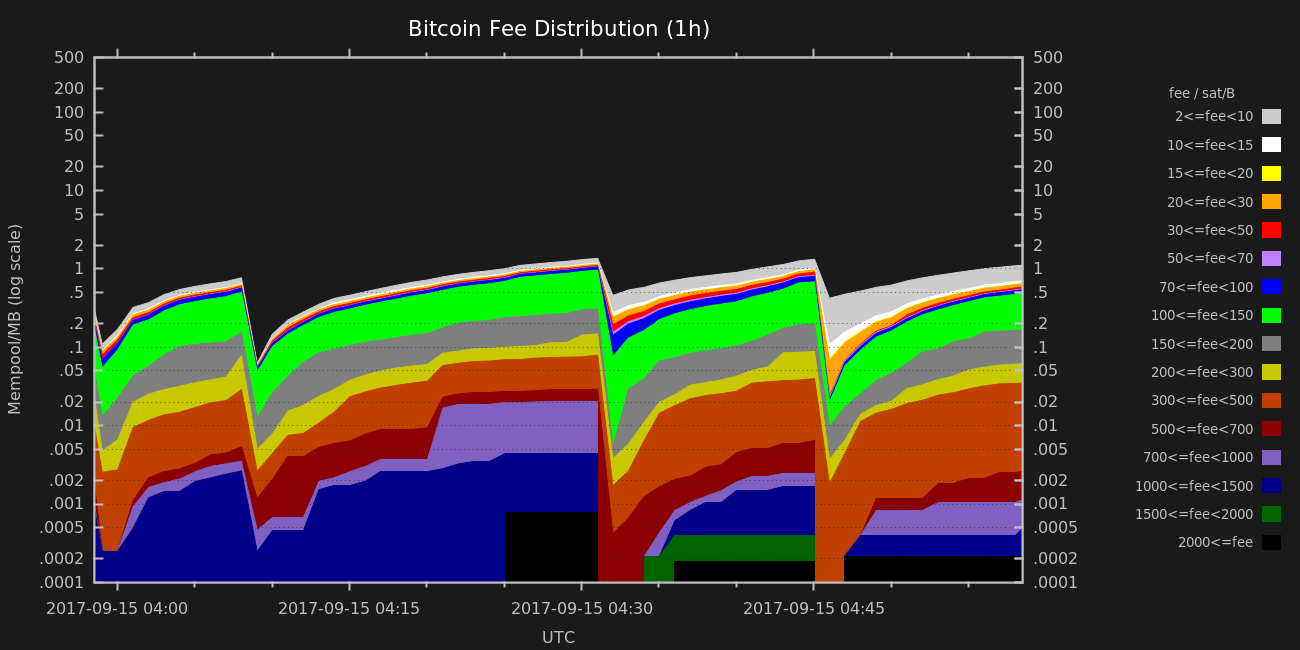 Bitcoin Fee Distribution (1h)
Mempool/MB (log scale)
500
200
100
50
20
10
5
2
1
.5
.2
.1
.05
.02
.01
.005
.002
.001
.0005
.0002
.0001
500
200
100
50
20
10
5
2
1
.5
.2
.1
.05
.02
.01
.005
.002
.001
.0005
.0002
.0001
2017-09-15 04:00 2017-09-15 04:15 2017-09-15 04:30 2017-09-15 04:45
UTC
fee / sat/B
2<=fee<10
10<=fee<15
15<=fee<20
20<=fee<30
30<=fee<50
50<=fee<70
70<=fee<100
100<=fee<150
150<=fee<200
200<=fee<300
300<=fee<500
500<=fee<700
700<=fee<1000
1000<=fee<1500
1500<=fee<2000
2000<=fee